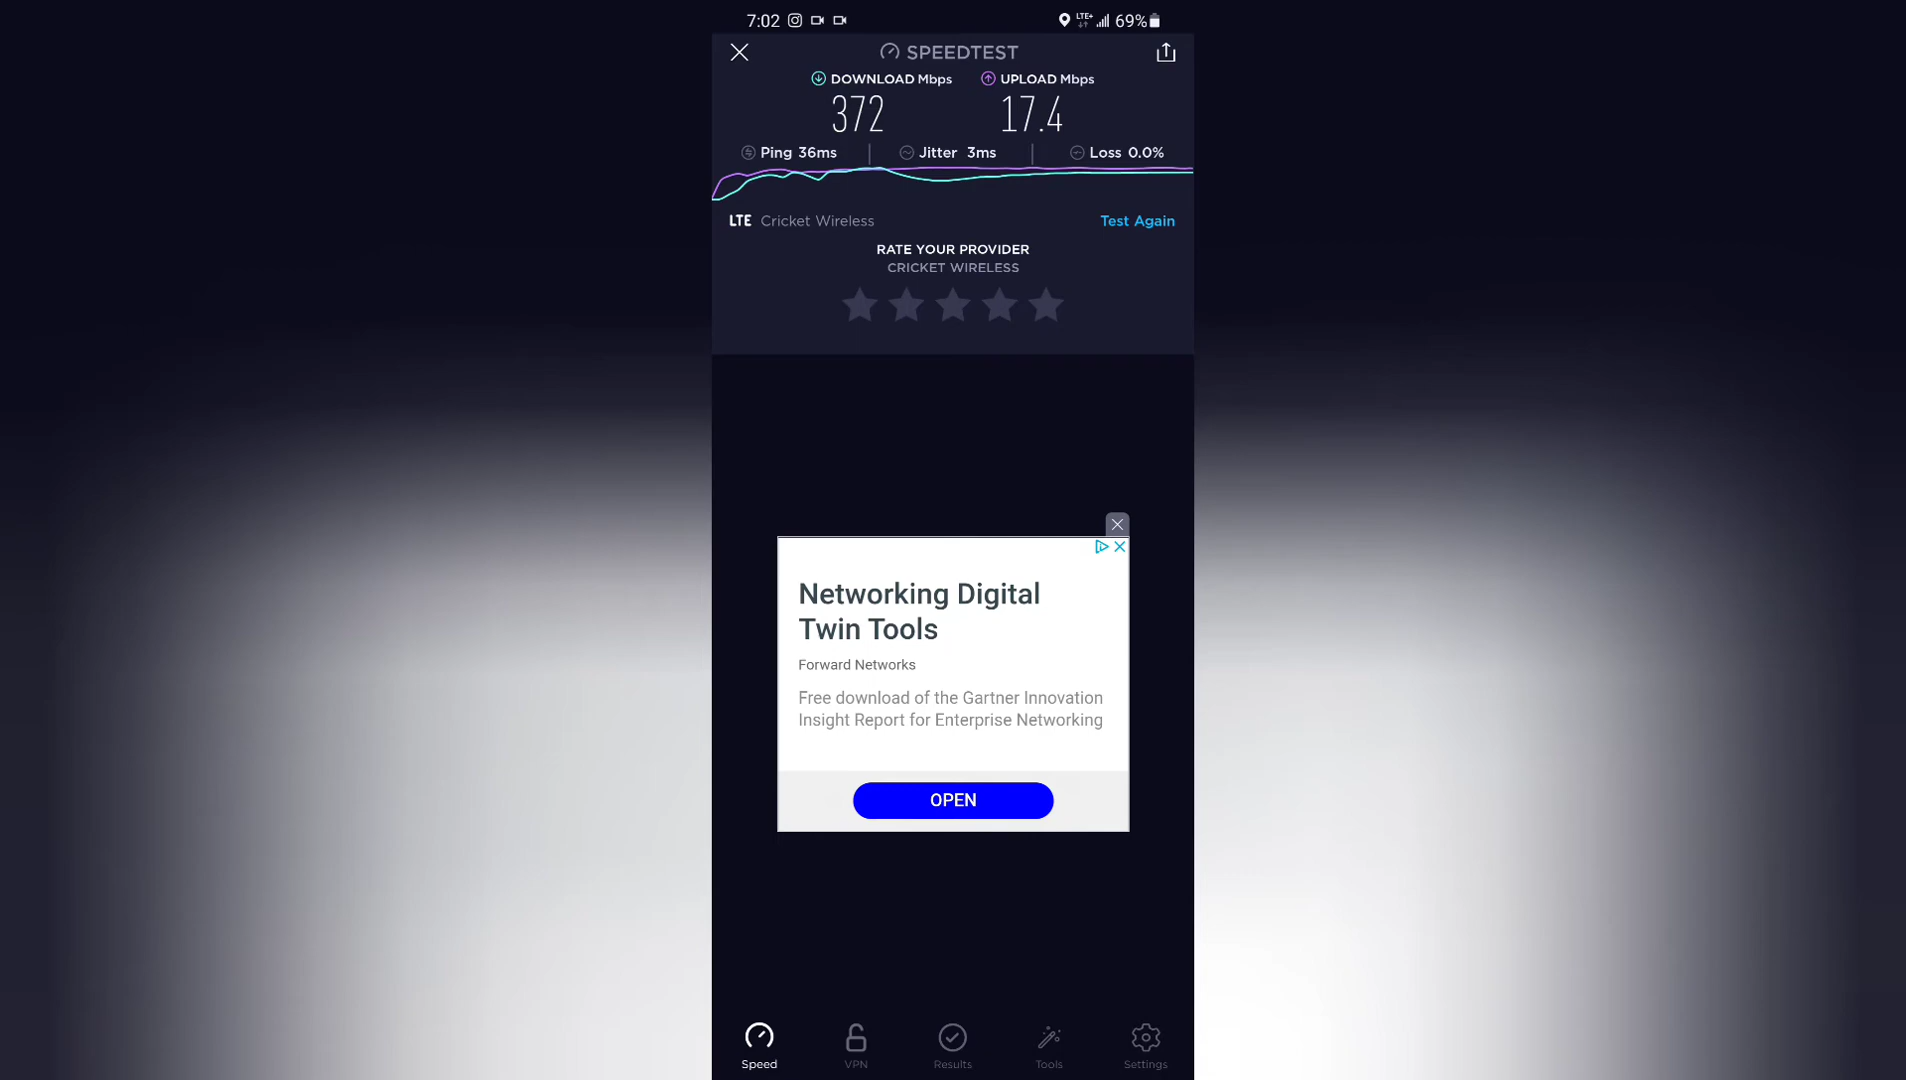 7:02 LTE+ 69%
SPEEDTEST
DOWNLOAD Mbps UPLOAD Mbps
372 17.4
Ping 36ms Jitter 3ms Loss 0.0%
LTE Cricket Wireless Test Again
RATE YOUR PROVIDER
CRICKET WIRELESS
Networking Digital
Twin Tools
Forward Networks
Free download of the Gartner Innovation
Insight Report for Enterprise Networking
OPEN
Speed VPN Results Tools Settings